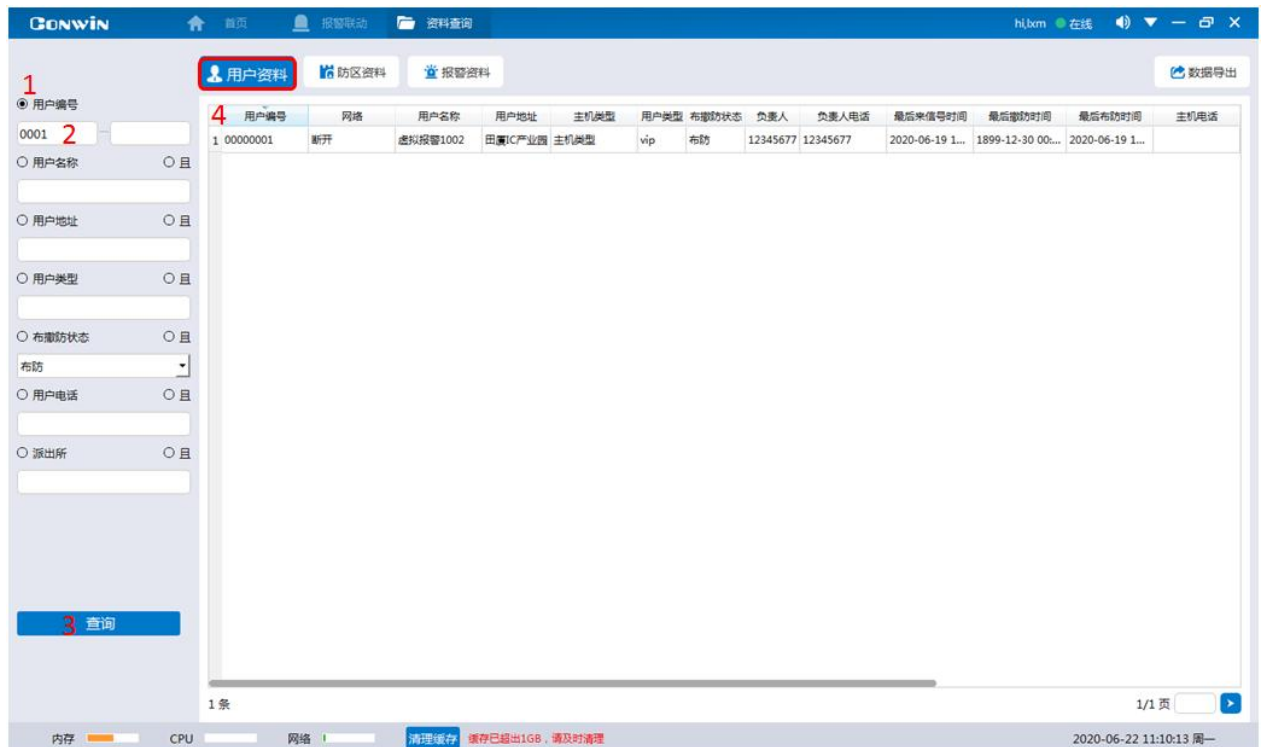 CONWIN 首页 报警联动 资料查询 hi,lxm 在线
用户资料 防区资料 报警资料 数据导出
1
用户编号
0001 2 —
用户名称 且
用户地址 且
用户类型 且
布撤防状态 且
布防
用户电话 且
派出所 且
3 查询
4 用户编号 网络 用户名称 用户地址 主机类型 用户类型 布撤防状态 负责人 负责人电话 最后来信号时间 最后撤防时间 最后布防时间 主机电话
1 00000001 断开 虚拟报警1002 田厦IC产业园 主机类型 vip 布防 12345677 12345677 2020-06-19 1... 1899-12-30 00:... 2020-06-19 1...
1 条 1/1 页
内存 CPU 网络 清理缓存 缓存已超出1GB，请及时清理 2020-06-22 11:10:13 周一